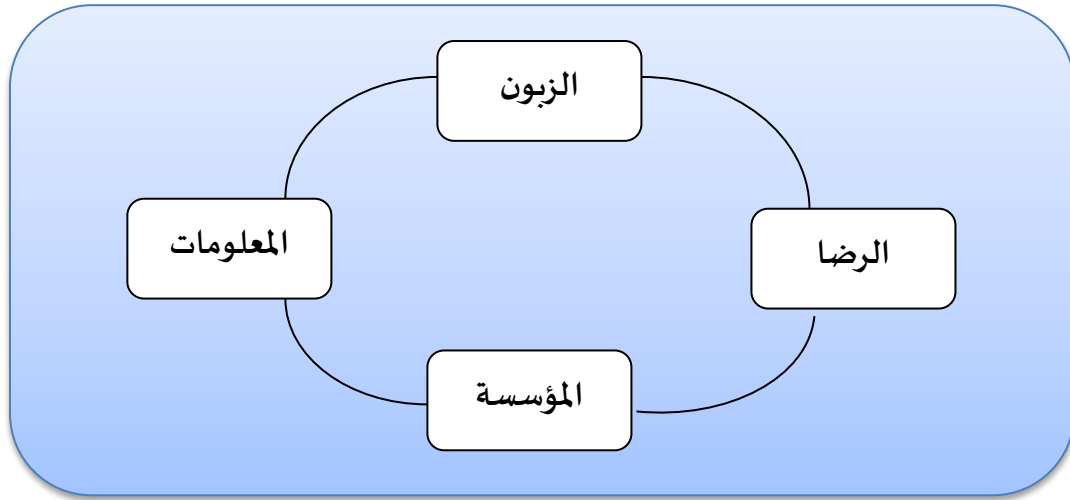 الزبون
الرضا
المعلومات
المؤسسة